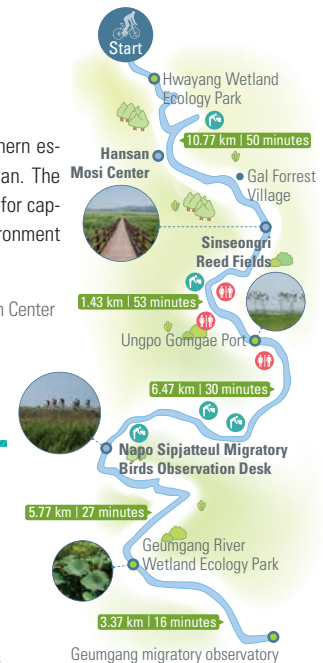 Start
Hwayang Wetland
Ecology Park
10.77 km | 50 minutes
hern es-
Hansan
an. The
Mosi Center
for cap-
Gal Forrest
Village
ronment
Sinseongri
Reed Fields
1.43 km | 53 minutes
Center
Ungpo Gomgae Port
6.47 km | 30 minutes
Napo Sipjatteul Migratory
Birds Observation Desk
5.77 km | 27 minutes
Geumgang River
Wetland Ecology Park
3.37 km | 16 minutes
Geumgang migratory observatory